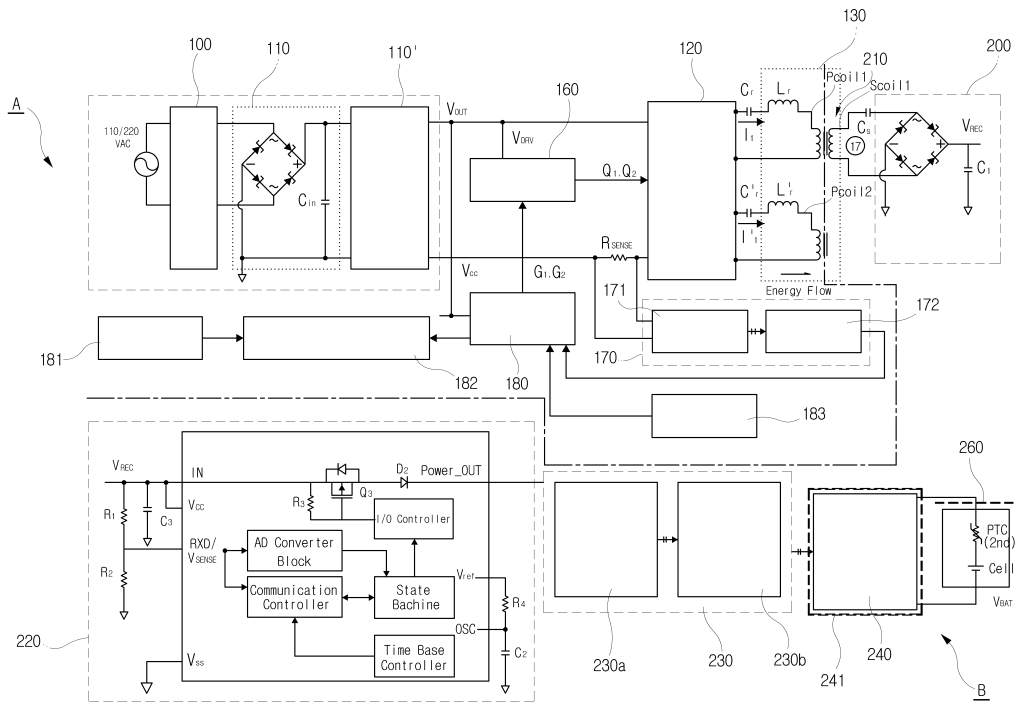 100
110
110'
120
130
210
200
A
110/220
VAC
VOUT
VDRV
160
Cr
Lr
Pcoil1
Scoil1
I1
Cs
17
VREC
C1
Cin
Q1.Q2
C'r
L'r
Pcoil2
I'1
RSENSE
VCC
G1.G2
Energy Flow
171
172
170
181
182
180
183
VREC
IN
D2
Power_OUT
R3
Q3
R1
C3
VCC
I/O Controller
RXD/
VSENSE
AD Converter
Block
R2
Communication
Controller
State
Bachine
Vref
R4
OSC
C2
Time Base
Controller
VSS
220
230a
230
230b
240
241
260
PTC
(2nd)
Cell
VBAT
B